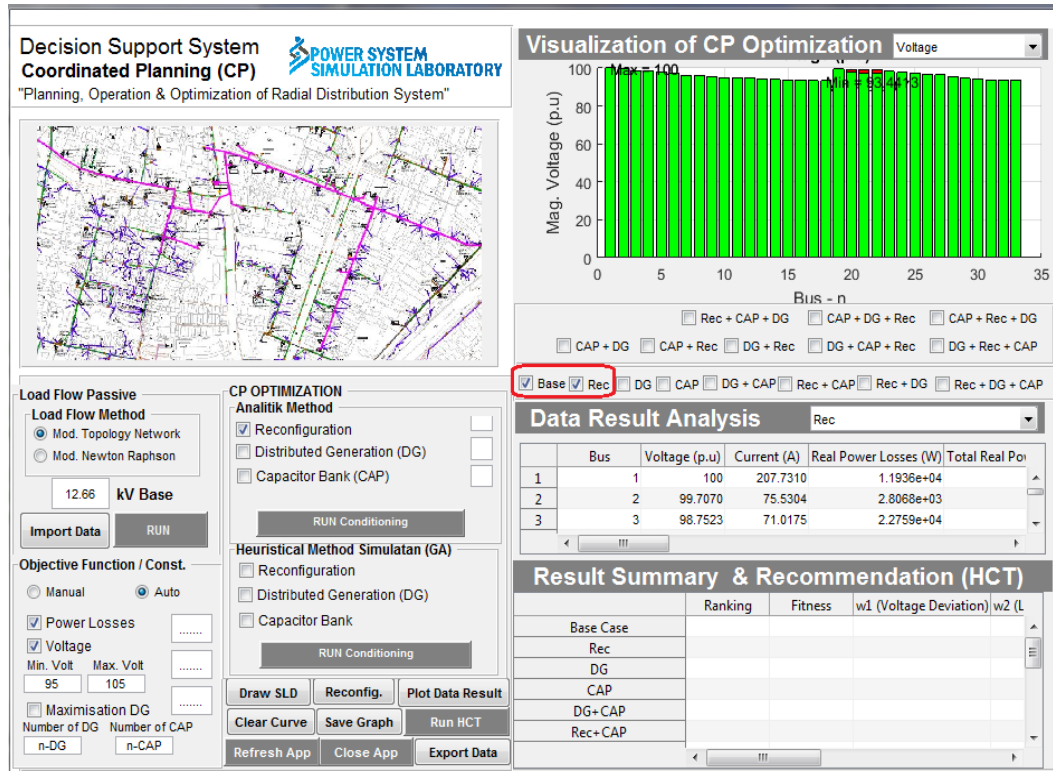 Decision Support System
Coordinated Planning (CP)
POWER SYSTEM
SIMULATION LABORATORY
"Planning, Operation & Optimization of Radial Distribution System"
Load Flow Passive
Load Flow Method
Mod. Topology Network
Mod. Newton Raphson
12.66 kV Base
Import Data RUN
Objective Function / Const.
Manual Auto
Power Losses .......
Voltage
Min. Volt Max. Volt .......
95 105
Maximisation DG .......
Number of DG Number of CAP
n-DG n-CAP
CP OPTIMIZATION
Analitik Method
Reconfiguration
Distributed Generation (DG)
Capacitor Bank (CAP)
RUN Conditioning
Heuristical Method Simulatan (GA)
Reconfiguration
Distributed Generation (DG)
Capacitor Bank
RUN Conditioning
Draw SLD Reconfig. Plot Data Result
Clear Curve Save Graph Run HCT
Refresh App Close App Export Data
Visualization of CP Optimization Voltage
Max = 100
Mag. Voltage (p.u)
100
80
60
40
20
0
0 5 10 15 20 25 30 35
Bus - n
Rec + CAP + DG CAP + DG + Rec CAP + Rec + DG
CAP + DG CAP + Rec DG + Rec DG + CAP + Rec DG + Rec + CAP
Base Rec DG CAP DG + CAP Rec + CAP Rec + DG Rec + DG + CAP
Data Result Analysis Rec
Bus Voltage (p.u) Current (A) Real Power Losses (W) Total Real Pov
1 1 100 207.7310 1.1936e+04
2 2 99.7070 75.5304 2.8068e+03
3 3 98.7523 71.0175 2.2759e+04
Result Summary & Recommendation (HCT)
Ranking Fitness w1 (Voltage Deviation) w2 (L
Base Case
Rec
DG
CAP
DG+CAP
Rec+CAP